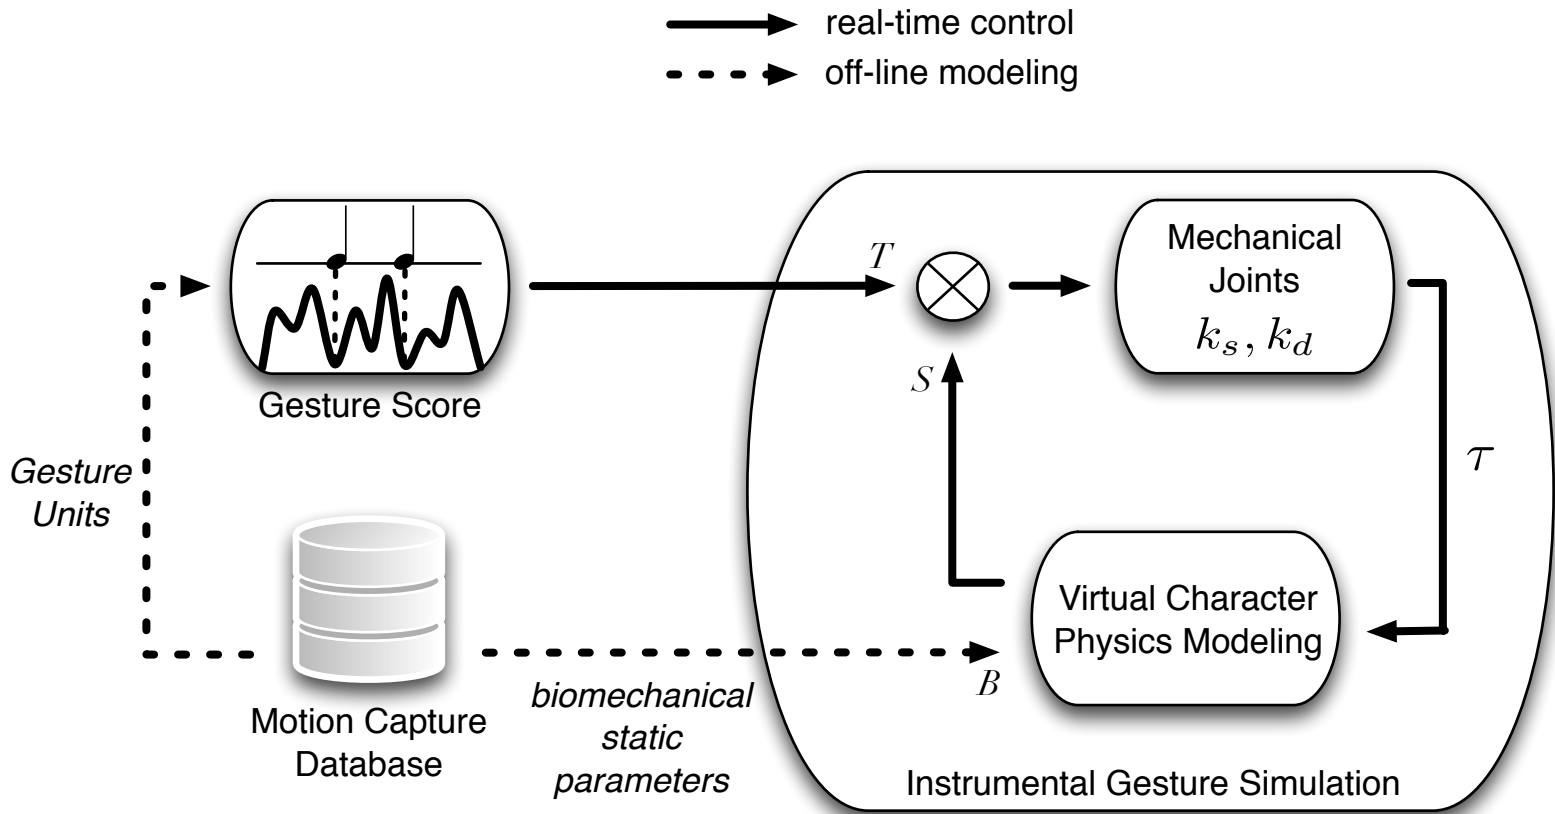 real-time control
off-line modeling
T
Mechanical
Joints
k_s, k_d
Gesture Score
S
τ
Gesture
Units
Virtual Character
Physics Modeling
B
biomechanical
static
parameters
Motion Capture
Database
Instrumental Gesture Simulation